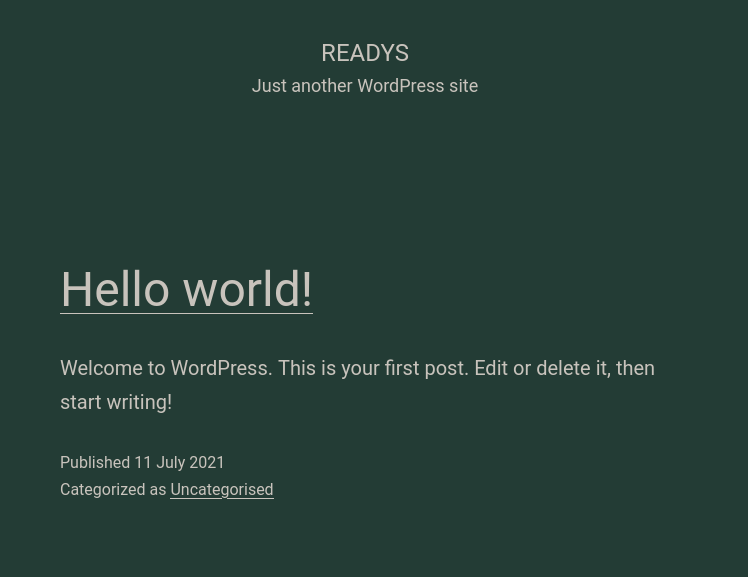 READYS
Just another WordPress site
Hello world!
Welcome to WordPress. This is your first post. Edit or delete it, then
start writing!
Published 11 July 2021
Categorized as Uncategorised